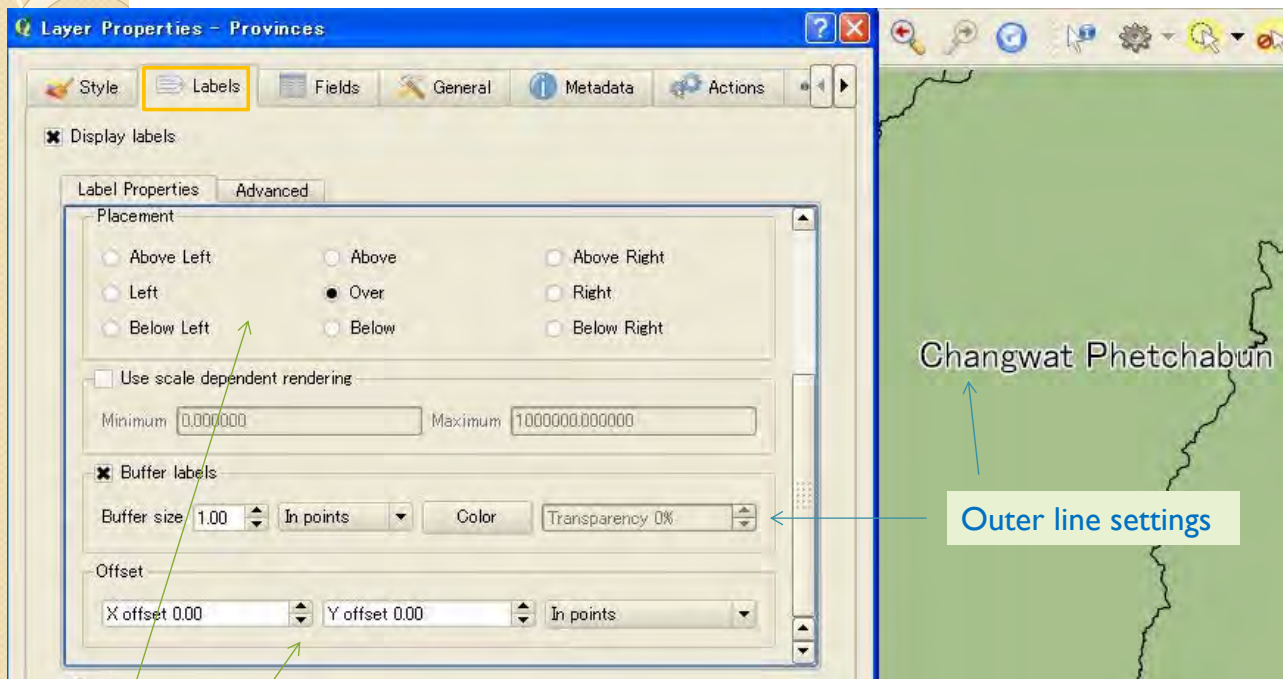 Layer Properties - Provinces
Style Labels Fields General Metadata Actions
Display labels
Label Properties Advanced
Placement
Above Left Above Above Right
Left Over Right
Below Left Below Below Right
Use scale dependent rendering
Minimum 0.000000 Maximum 1000000.000000
Buffer labels
Buffer size 1.00 In points Color Transparency 0%
Offset
X offset 0.00 Y offset 0.00 In points
Changwat Phetchabun
Outer line settings